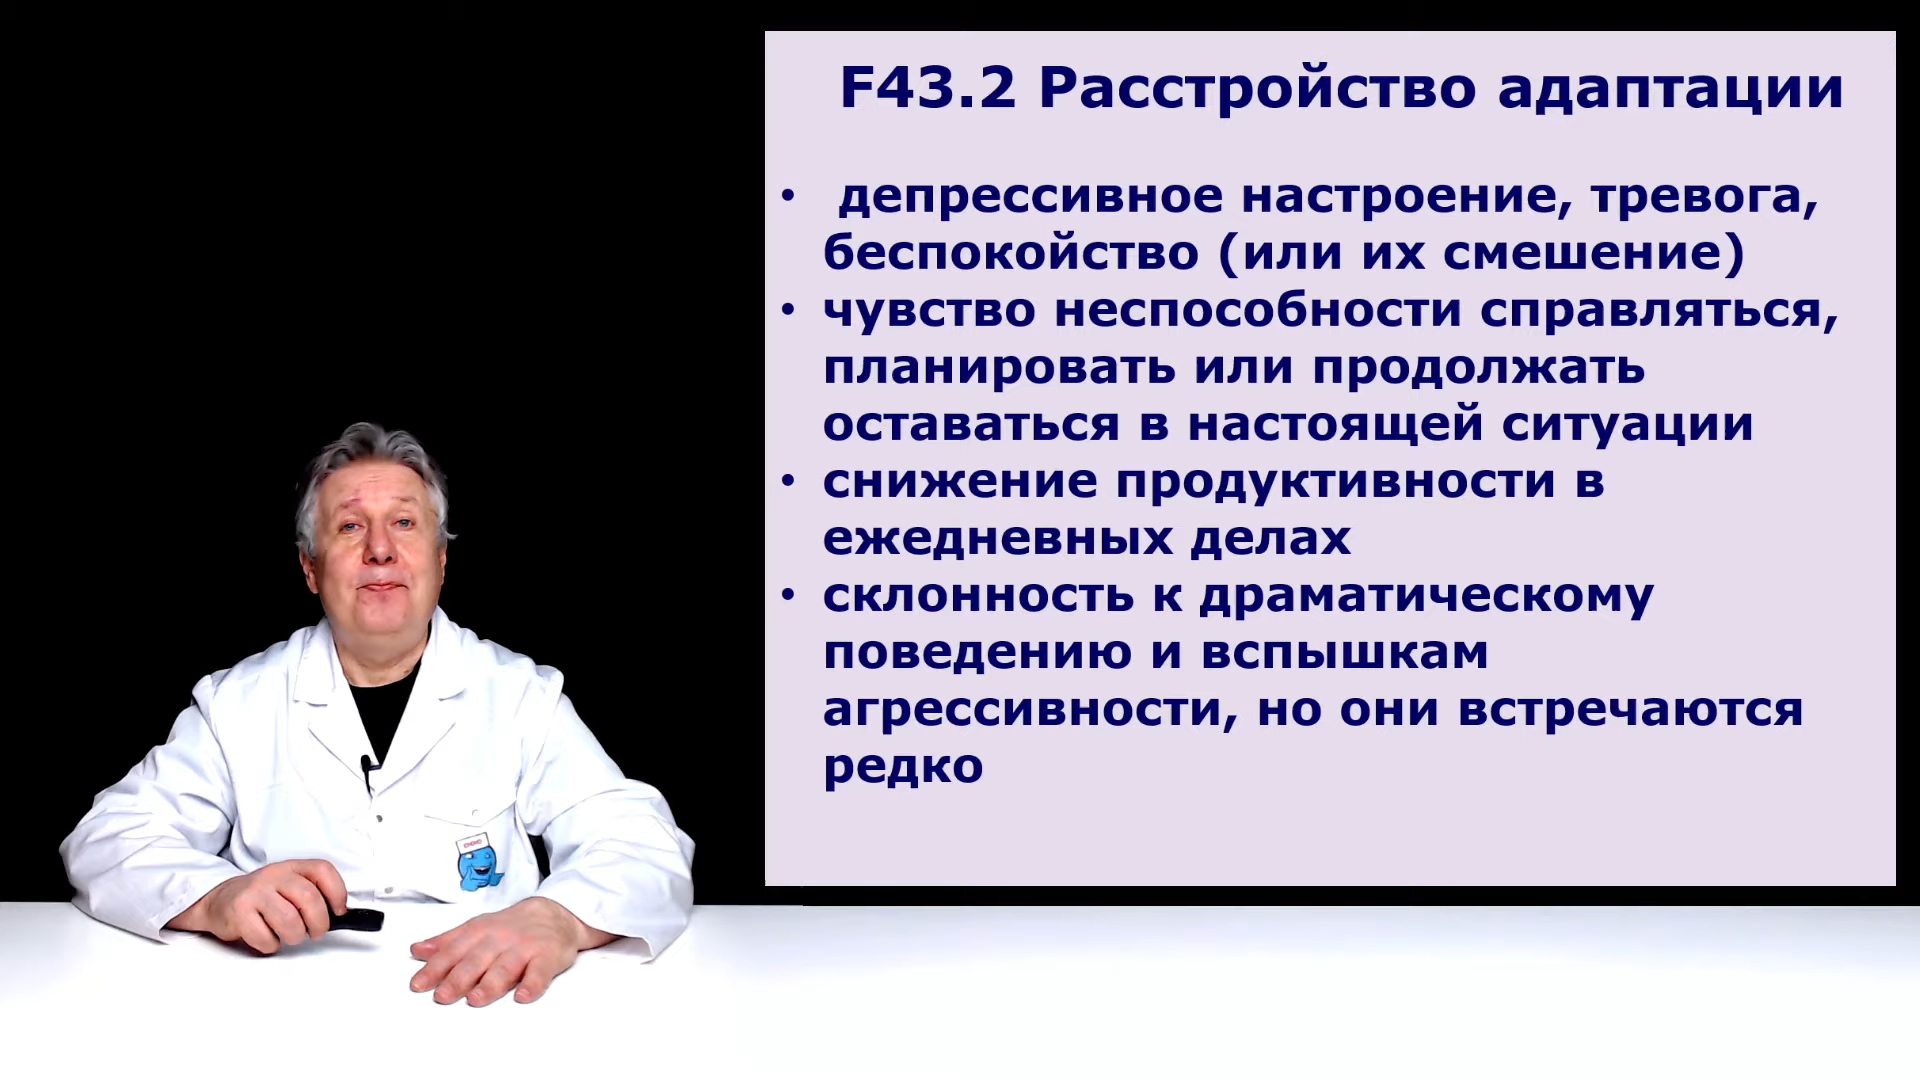 F43.2 Расстройство адаптации
• депрессивное настроение, тревога,
беспокойство (или их смешение)
• чувство неспособности справляться,
планировать или продолжать
оставаться в настоящей ситуации
• снижение продуктивности в
ежедневных делах
• склонность к драматическому
поведению и вспышкам
агрессивности, но они встречаются
редко